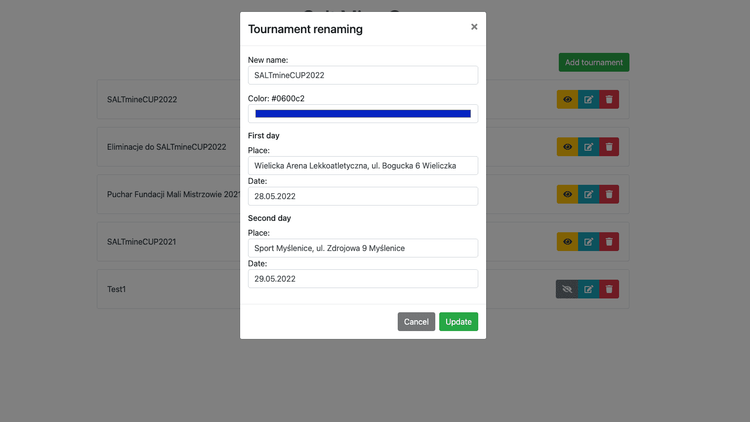 Tournament renaming
×
New name:
SALTmineCUP2022
Color: #0600c2
First day
Place:
Wielicka Arena Lekkoatletyczna, ul. Bogucka 6 Wieliczka
Date:
28.05.2022
Second day
Place:
Sport Myślenice, ul. Zdrojowa 9 Myślenice
Date:
29.05.2022
Cancel
Update
Add tournament
SALTmineCUP2022
Eliminacje do SALTmineCUP2022
Puchar Fundacji Mali Mistrzowie 2021
SALTmineCUP2021
Test1